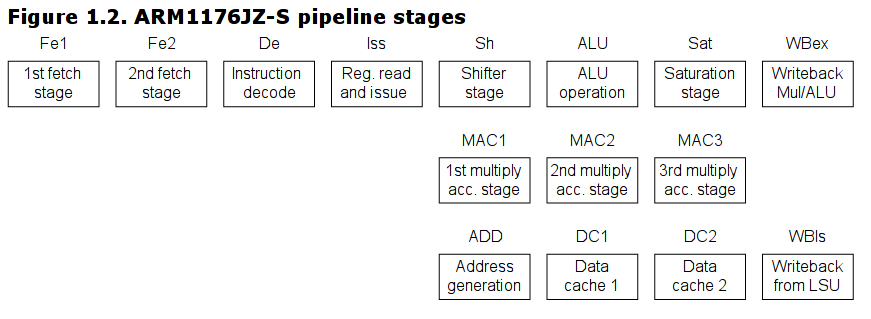 Figure 1.2. ARM1176JZ-S pipeline stages
Fe1 Fe2 De Iss Sh ALU Sat WBex
1st fetch 2nd fetch Instruction Reg. read Shifter ALU Saturation Writeback
stage stage decode and issue stage operation stage Mul/ALU
MAC1 MAC2 MAC3
1st multiply 2nd multiply 3rd multiply
acc. stage acc. stage acc. stage
ADD DC1 DC2 WBls
Address Data Data Writeback
generation cache 1 cache 2 from LSU